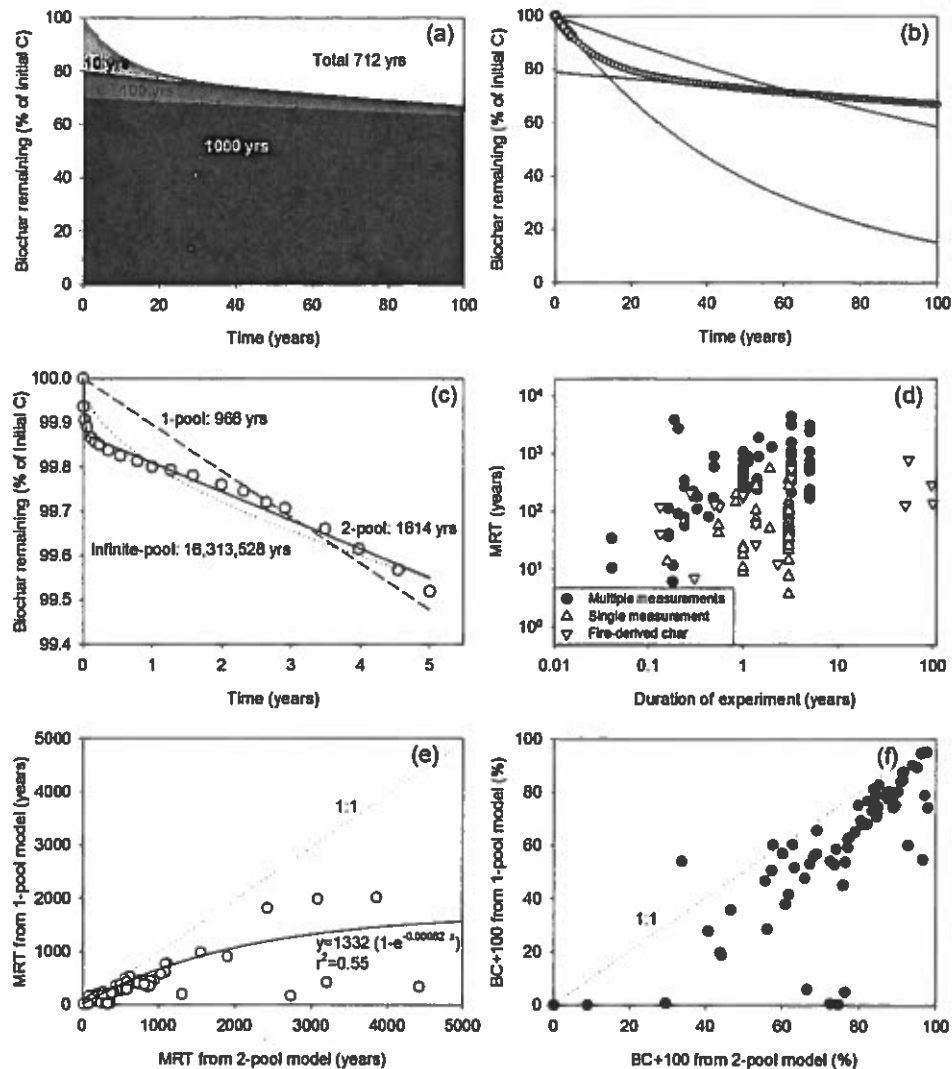 (a)
Total 712 yrs
10 yrs
100 yrs
1000 yrs
Biochar remaining (% of initial C)
100
80
60
40
20
0
0 20 40 60 80 100
Time (years)
(b)
Biochar remaining (% of initial C)
100
80
60
40
20
0
0 20 40 60 80 100
Time (years)
(c)
1-pool: 966 yrs
2-pool: 1614 yrs
Infinite-pool: 16,313,528 yrs
Biochar remaining (% of initial C)
100.0
99.9
99.8
99.7
99.6
99.5
99.4
0 1 2 3 4 5
Time (years)
(d)
MRT (years)
10⁴
10³
10²
10¹
10⁰
Multiple measurements
Single measurement
Fire-derived char
0.01 0.1 1 10 100
Duration of experiment (years)
(e)
1:1
MRT from 1-pool model (years)
5000
4000
3000
2000
1000
0
r²=0.55
0 1000 2000 3000 4000 5000
MRT from 2-pool model (years)
(f)
1:1
BC+100 from 1-pool model (%)
100
80
60
40
20
0
0 20 40 60 80 100
BC+100 from 2-pool model (%)